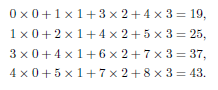 0 × 0 + 1 × 1 + 3 × 2 + 4 × 3 = 19,
1 × 0 + 2 × 1 + 4 × 2 + 5 × 3 = 25,
3 × 0 + 4 × 1 + 6 × 2 + 7 × 3 = 37,
4 × 0 + 5 × 1 + 7 × 2 + 8 × 3 = 43.